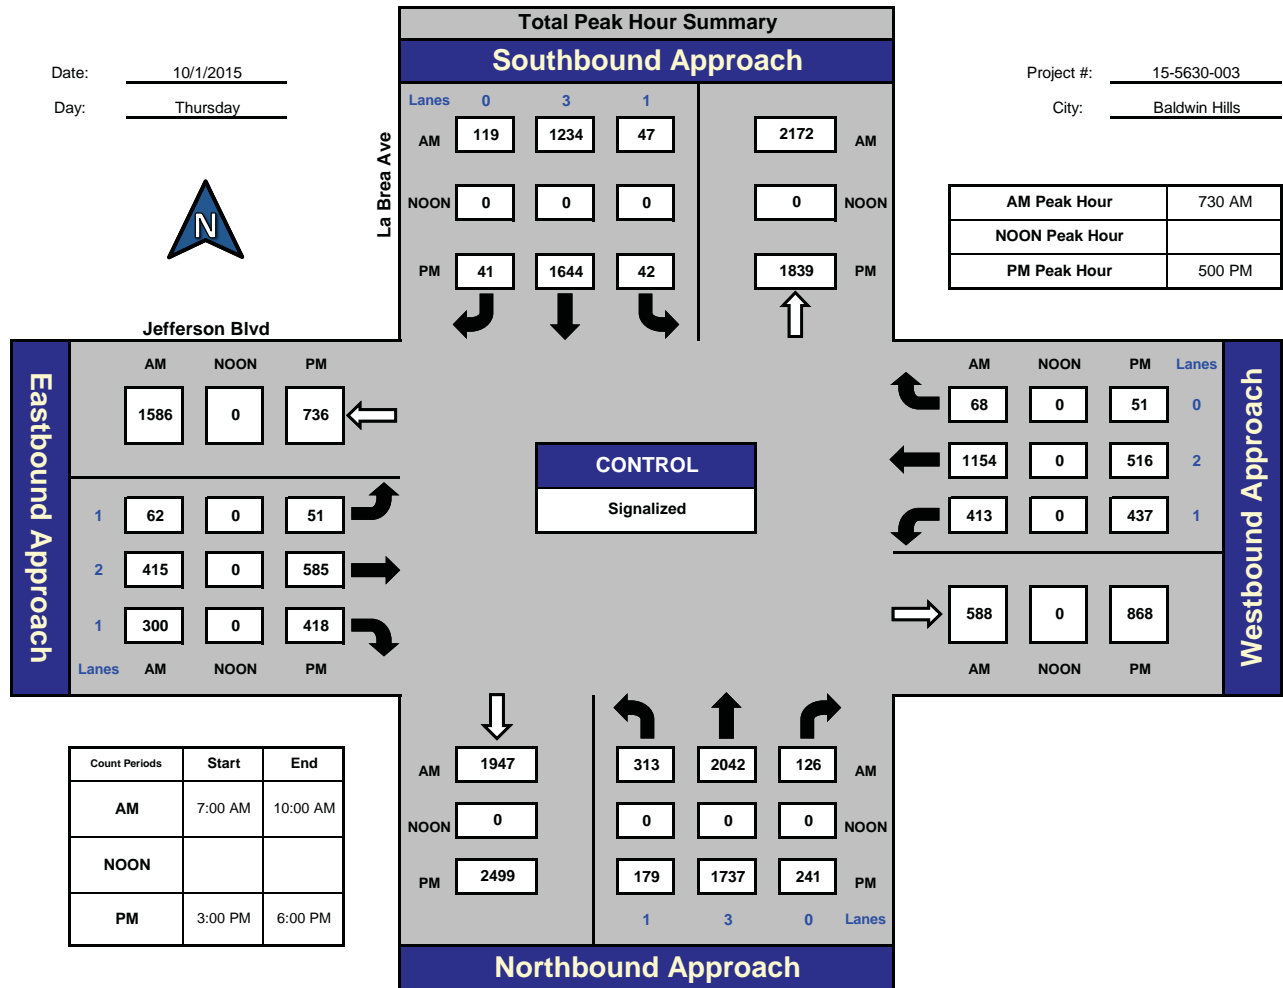 Total Peak Hour Summary
Southbound Approach
Date: 10/1/2015
Day: Thursday
Project #: 15-5630-003
City: Baldwin Hills
N
La Brea Ave
Lanes 0 3 1
AM 119 1234 47 2172 AM
NOON 0 0 0 0 NOON
PM 41 1644 42 1839 PM
AM Peak Hour 730 AM
NOON Peak Hour
PM Peak Hour 500 PM
Jefferson Blvd
Eastbound Approach
AM NOON PM
1586 0 736
1 62 0 51
2 415 0 585
1 300 0 418
Lanes AM NOON PM
CONTROL
Signalized
AM NOON PM Lanes
68 0 51 0
1154 0 516 2
413 0 437 1
588 0 868
AM NOON PM
Westbound Approach
Count Periods Start End
AM 7:00 AM 10:00 AM
NOON
PM 3:00 PM 6:00 PM
AM 1947 313 2042 126 AM
NOON 0 0 0 0 NOON
PM 2499 179 1737 241 PM
1 3 0 Lanes
Northbound Approach